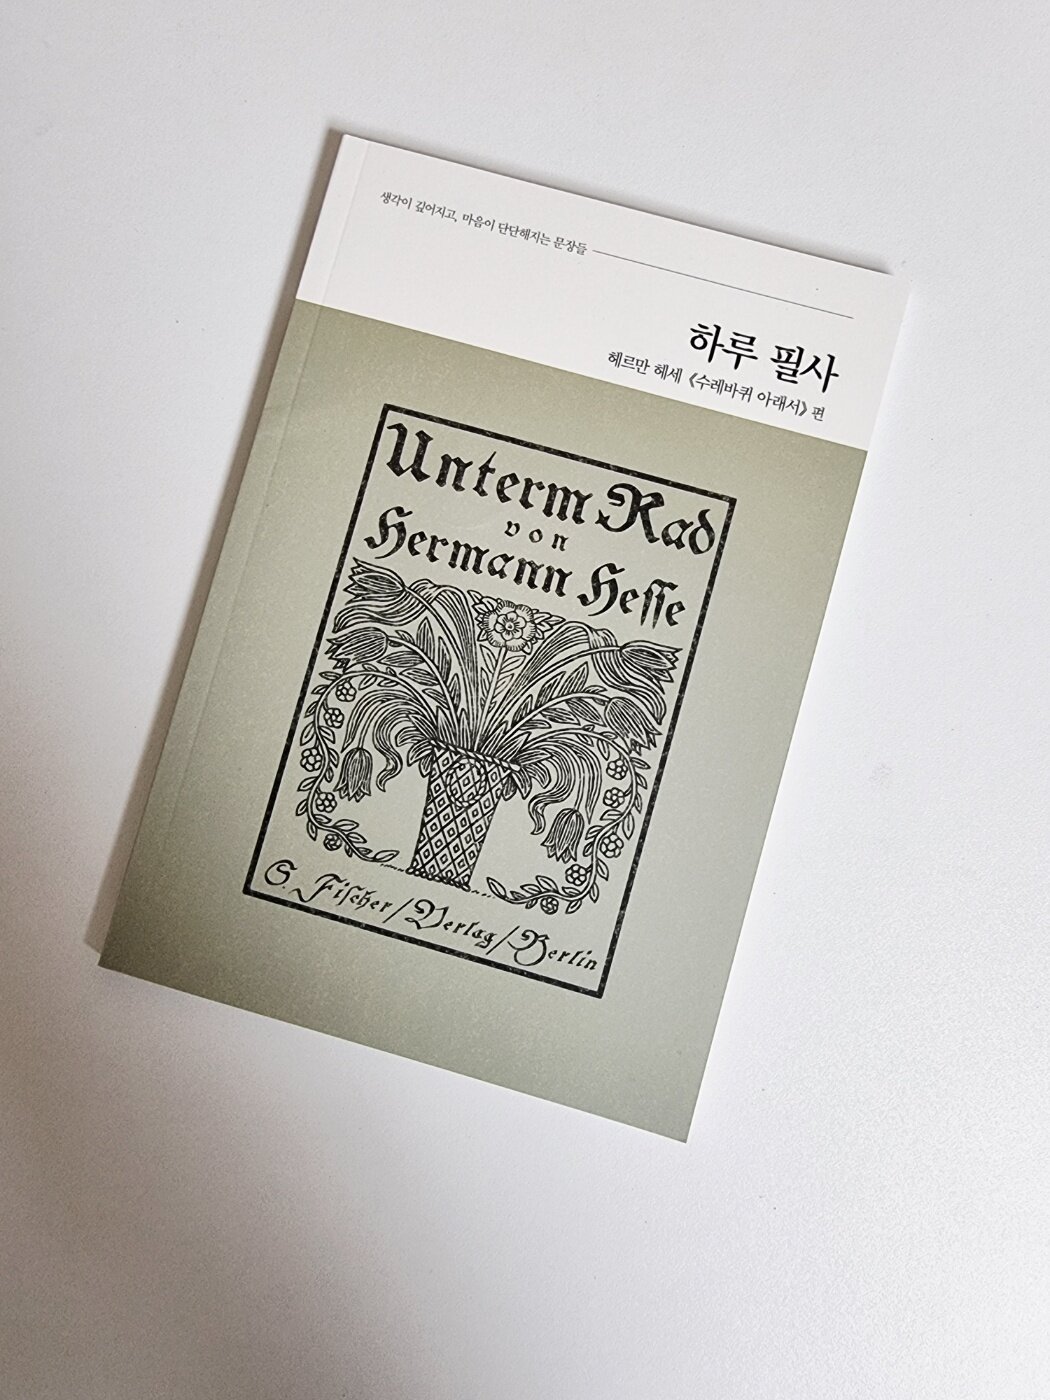 생각이 깊어지고, 마음이 단단해지는 문장들
하루 필사
헤르만 헤세 《수레바퀴 아래서》 편
Unterm Rad
von
Hermann Hesse
S. Fischer/Verlag/Berlin